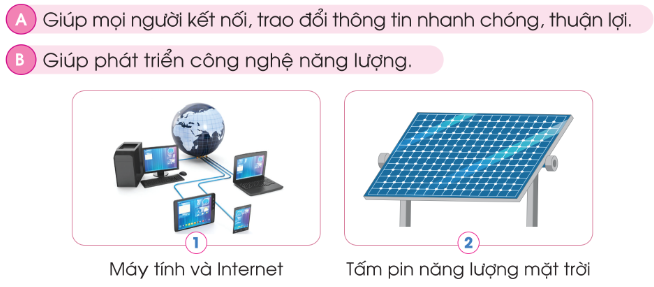 A Giúp mọi người kết nối, trao đổi thông tin nhanh chóng, thuận lợi.
B Giúp phát triển công nghệ năng lượng.
1 2
Máy tính và Internet Tấm pin năng lượng mặt trời